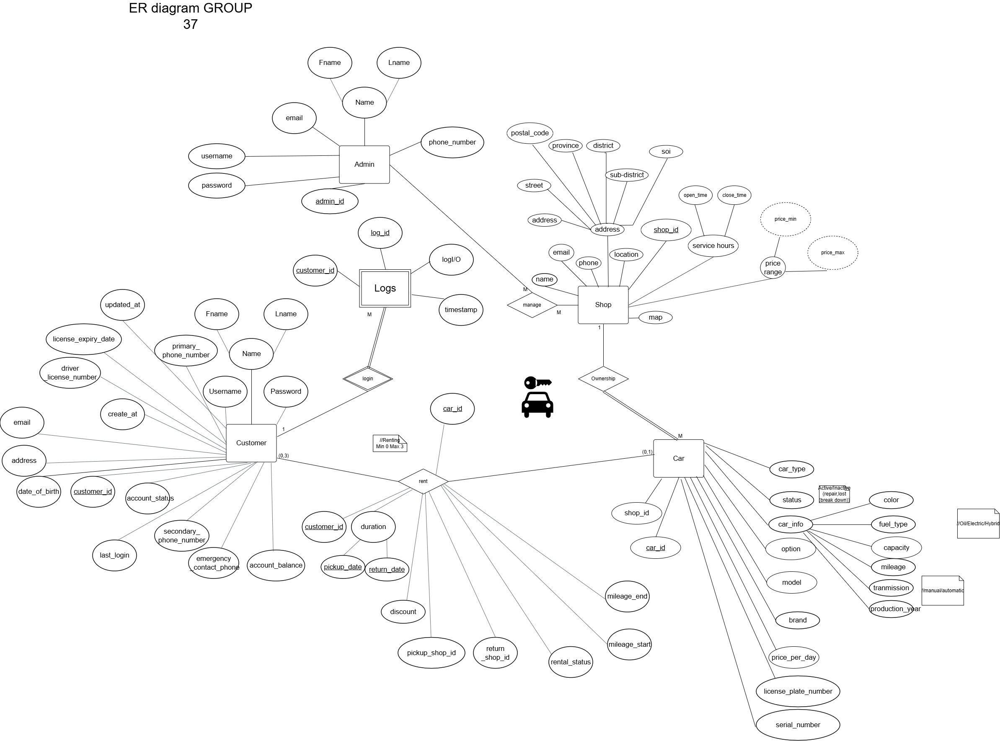 ER diagram GROUP
37
Fname
Lname
Name
email
phone_number
username
Admin
password
admin_id
postal_code
province
district
soi
sub-district
street
open_time
close_time
address
address
shop_id
service hours
price_min
price_max
price
range
email
phone
location
name
log_id
customer_id
logI/O
Logs
timestamp
M
M
manage
M
Shop
map
1
updated_at
Fname
Lname
license_expiry_date
primary_
phone_number
Name
driver
_license_number
login
Ownership
Username
Password
create_at
email
car_id
1
Customer
//Renting
Min 0 Max 3
(0,3)
M
(0,1)
Car
address
date_of_birth
customer_id
account_status
rent
car_type
status
Active/Inactive
(repair,lost
(break down))
color
shop_id
car_info
fuel_type
//Oil/Electric/Hybrid
customer_id
duration
secondary_
phone_number
last_login
emergency
_contact_phone
account_balance
pickup_date
return_date
car_id
option
capacity
mileage
model
tranmission
//manual/automatic
production_year
mileage_end
discount
brand
mileage_start
pickup_shop_id
return
_shop_id
rental_status
price_per_day
license_plate_number
serial_number